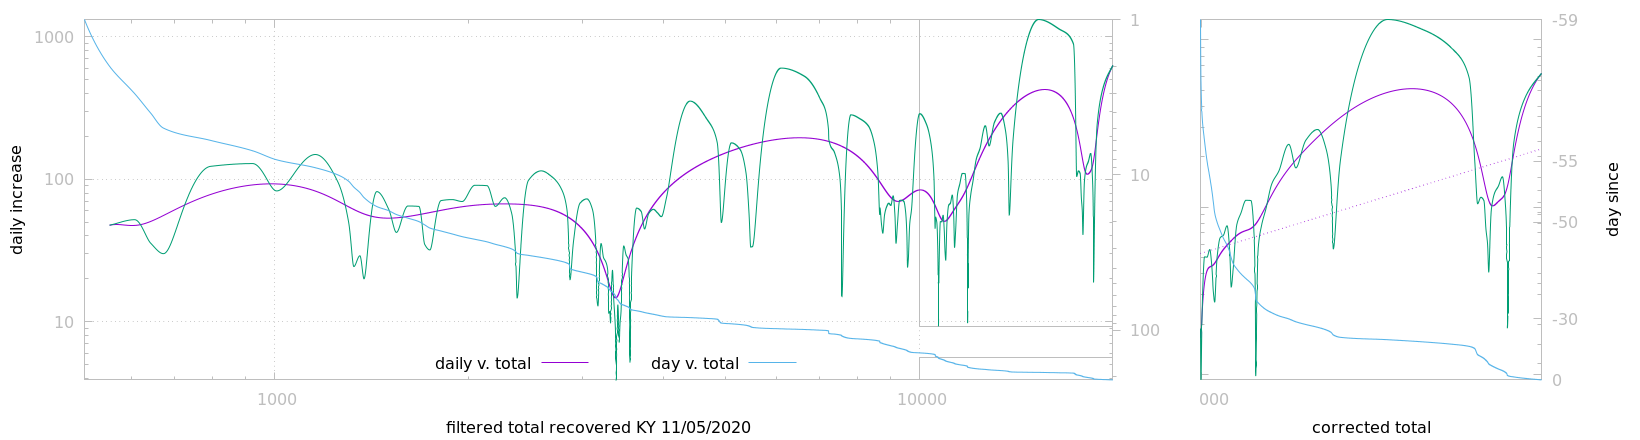 1000
100
10
daily increase
1
10
100
daily v. total
day v. total
1000
10000
filtered total recovered KY 11/05/2020
-59
-55
-50
-30
0
day since
000
corrected total